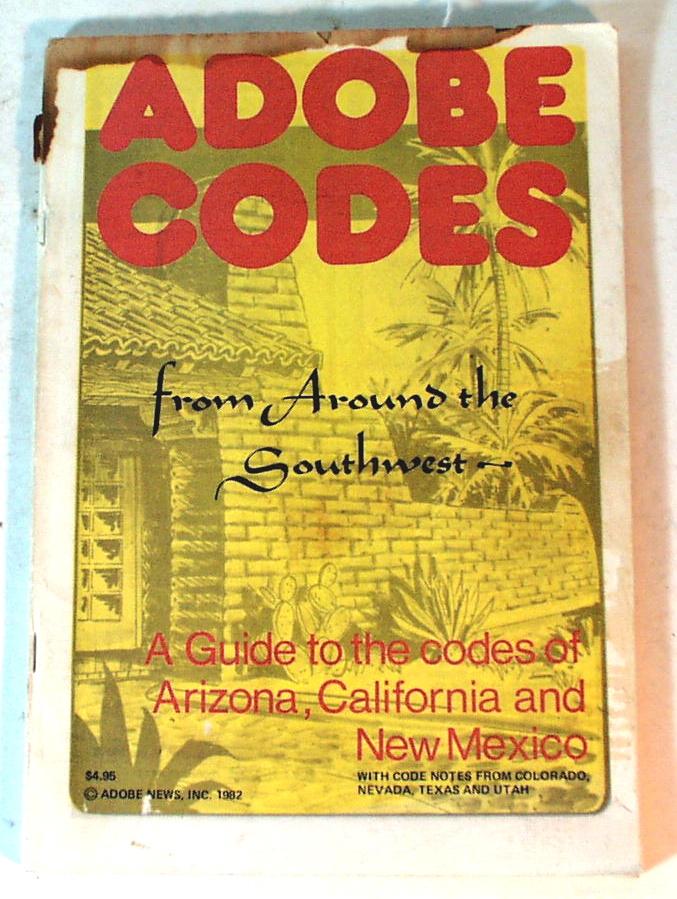 ADOBE
CODES
from Around the
Southwest
A Guide to the codes of
Arizona, California and
New Mexico
$4.95
© ADOBE NEWS, INC. 1982
WITH CODE NOTES FROM COLORADO,
NEVADA, TEXAS AND UTAH